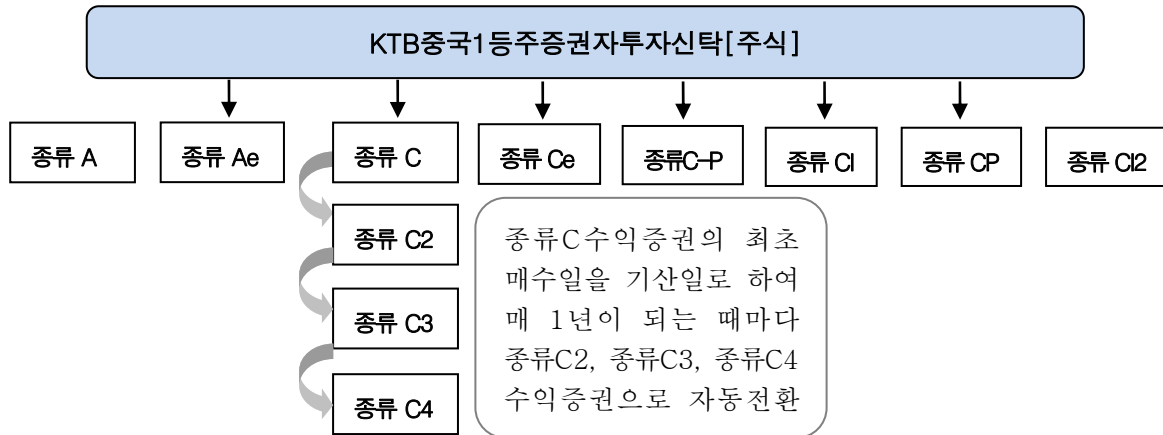 KTB중국1등주증권자투자신탁[주식]
종류 A
종류 Ae
종류 C
종류 Ce
종류C-P
종류 CI
종류 CP
종류 CI2
종류 C2
종류 C3
종류 C4
종류C수익증권의 최초
매수일을 기산일로 하여
매 1년이 되는 때마다
종류C2, 종류C3, 종류C4
수익증권으로 자동전환